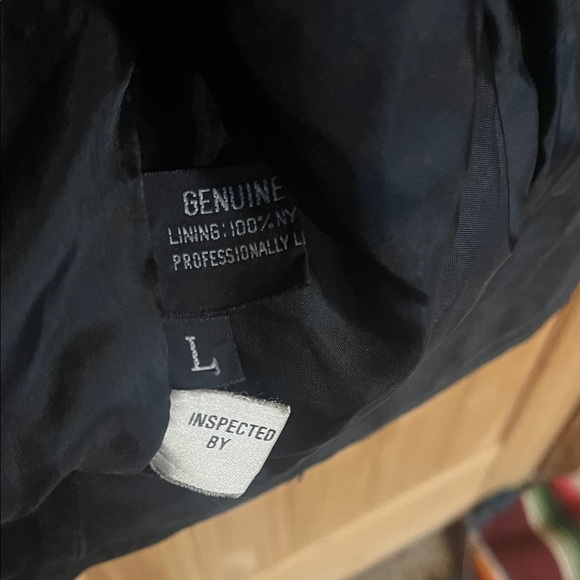 GENUINE
LINING: 100% NY
PROFESSIONALLY L
L
INSPECTED
BY